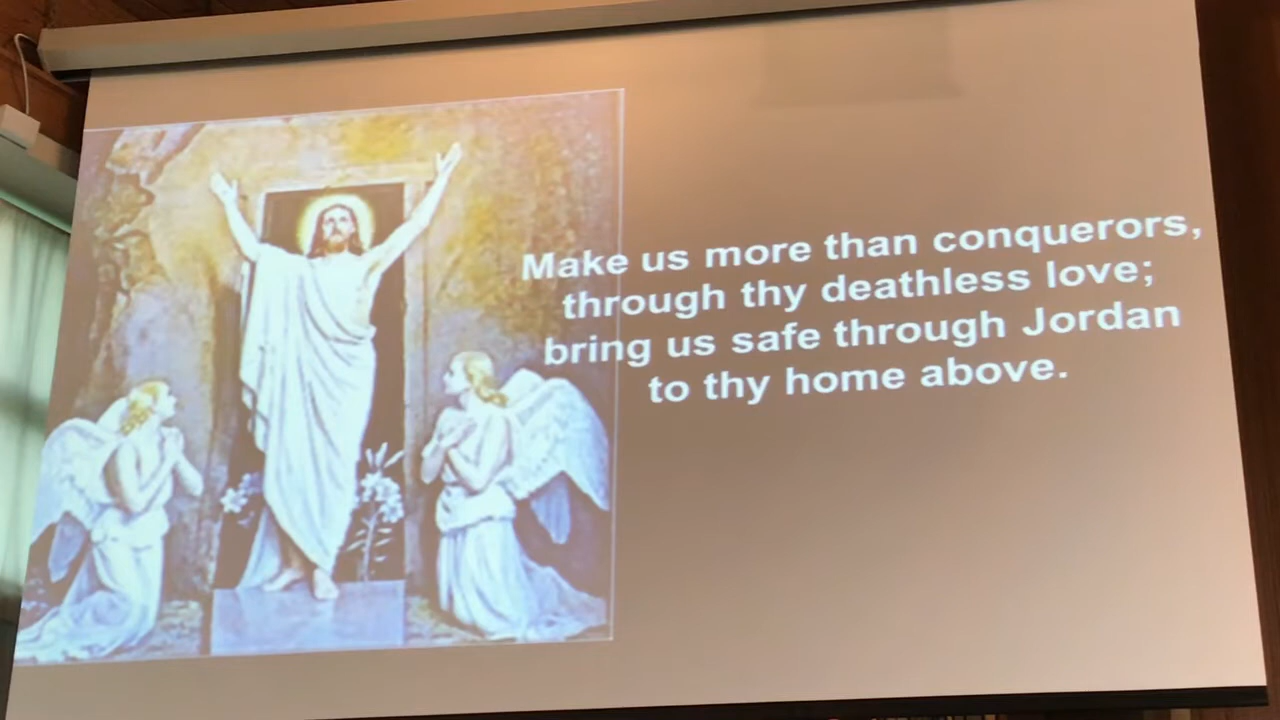 Make us more than conquerors,
through thy deathless love;
bring us safe through Jordan
to thy home above.